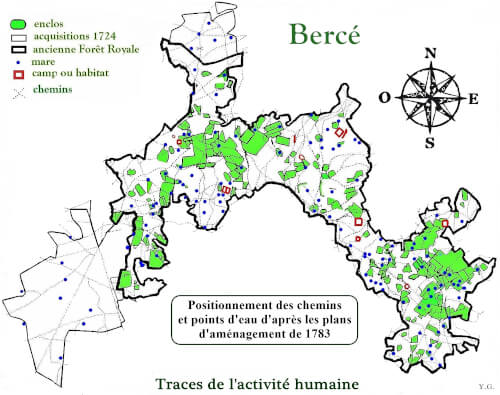 Bercé
enclos
acquisitions 1724
ancienne Forêt Royale
mare
camp ou habitat
chemins
N
O
E
S
Positionnement des chemins
et points d'eau d'après les plans
d'aménagement de 1783
Traces de l'activité humaine
Y.G.